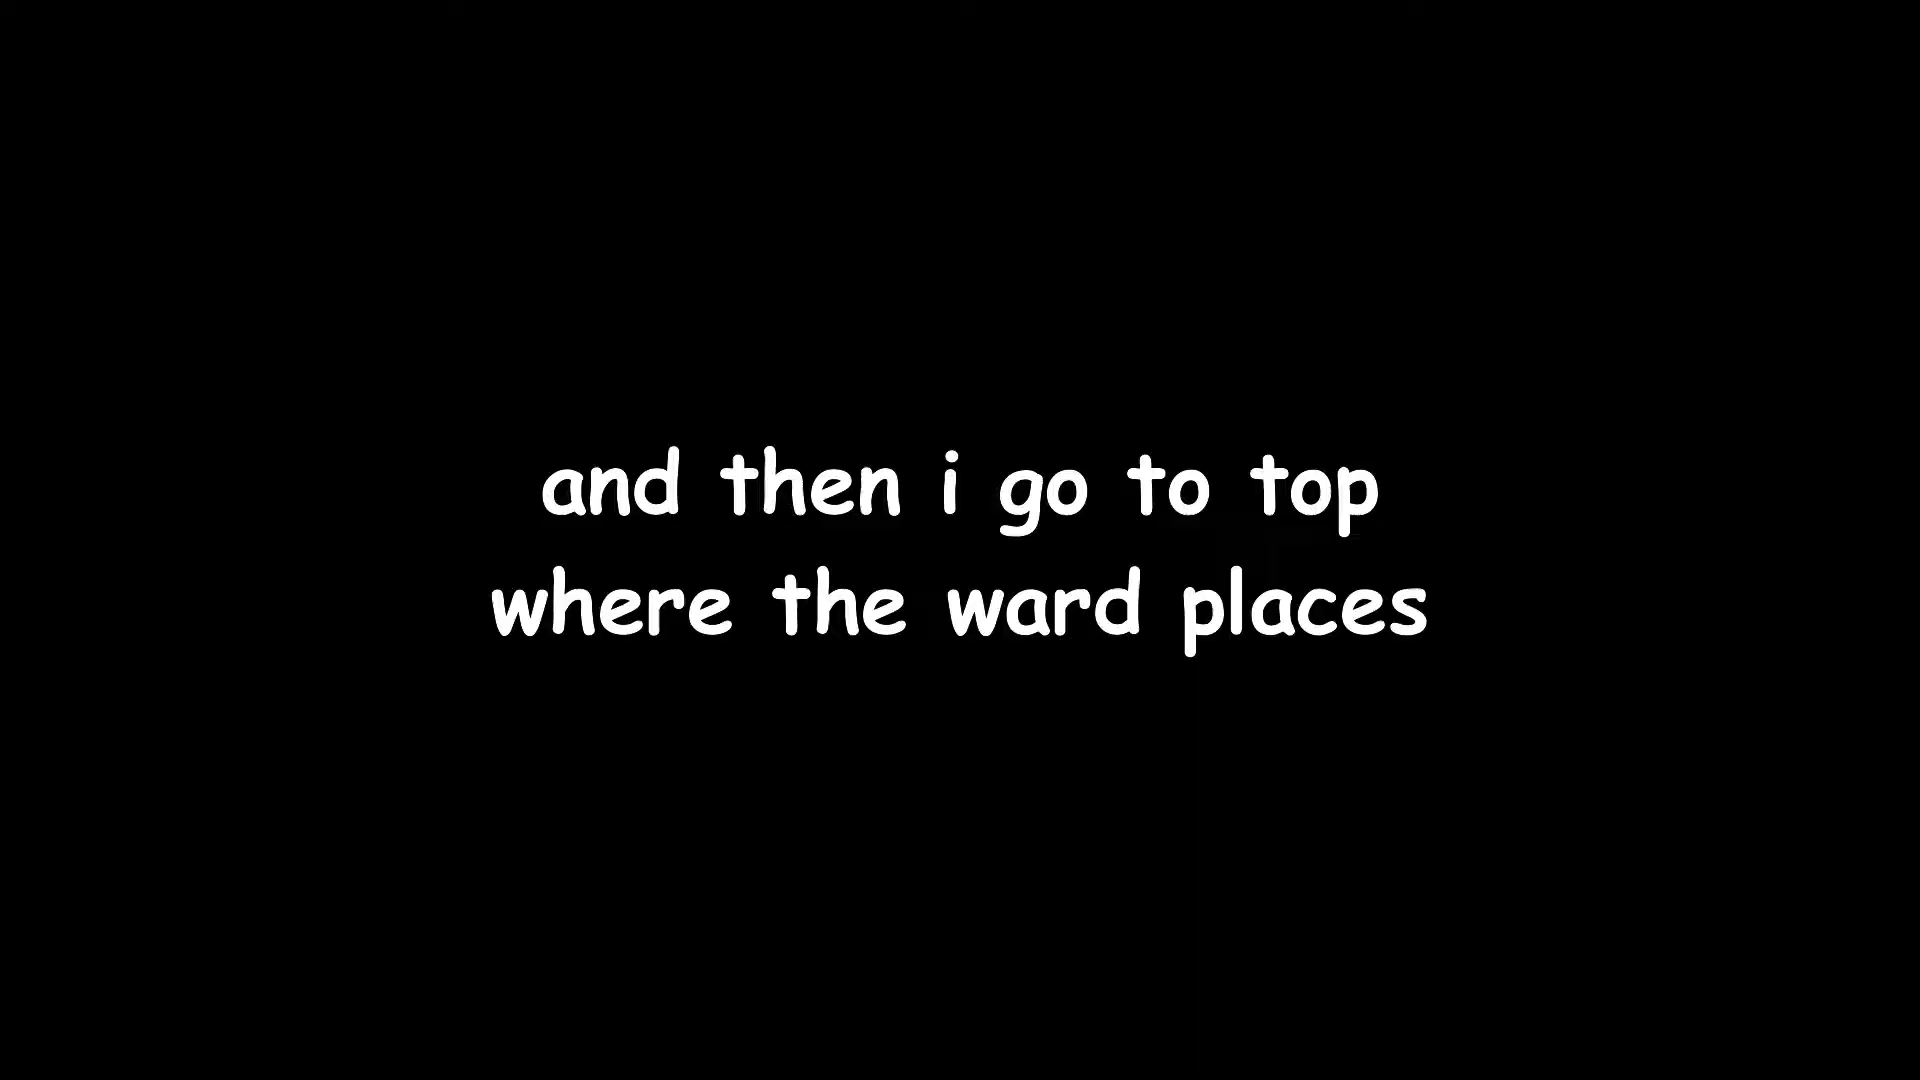 and then i go to top
where the ward places